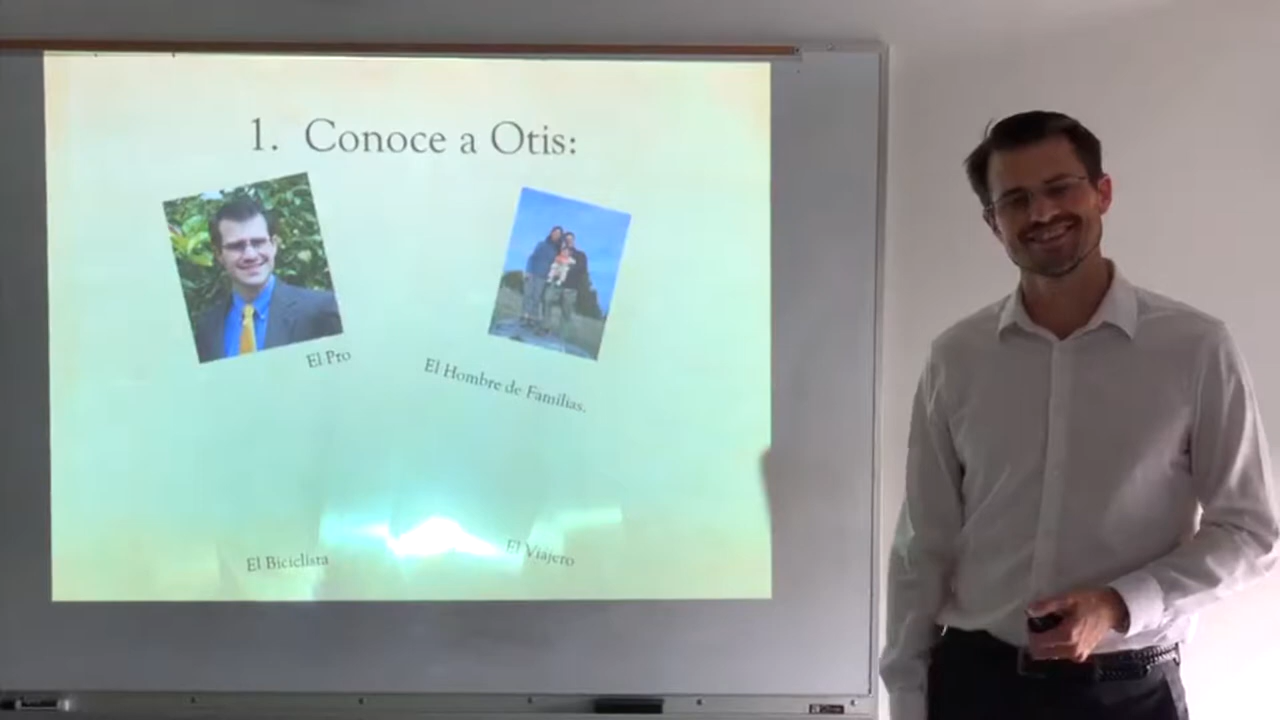 1. Conoce a Otis:
El Pro
El Hombre de Familias.
El Biciclista
El Viajero